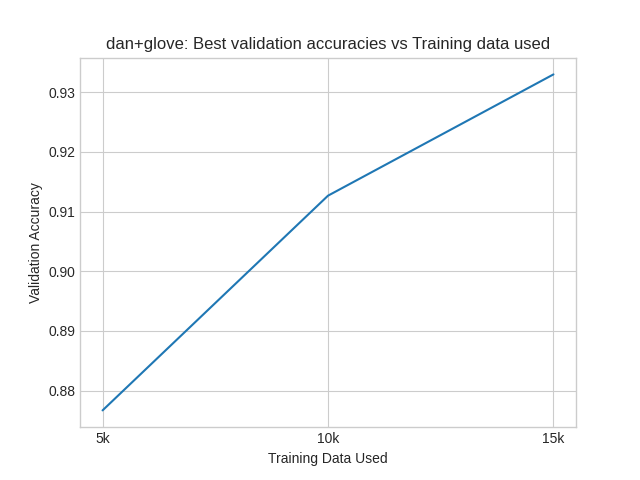 dan+glove: Best validation accuracies vs Training data used
Validation Accuracy
0.93
0.92
0.91
0.90
0.89
0.88
5k 10k 15k
Training Data Used